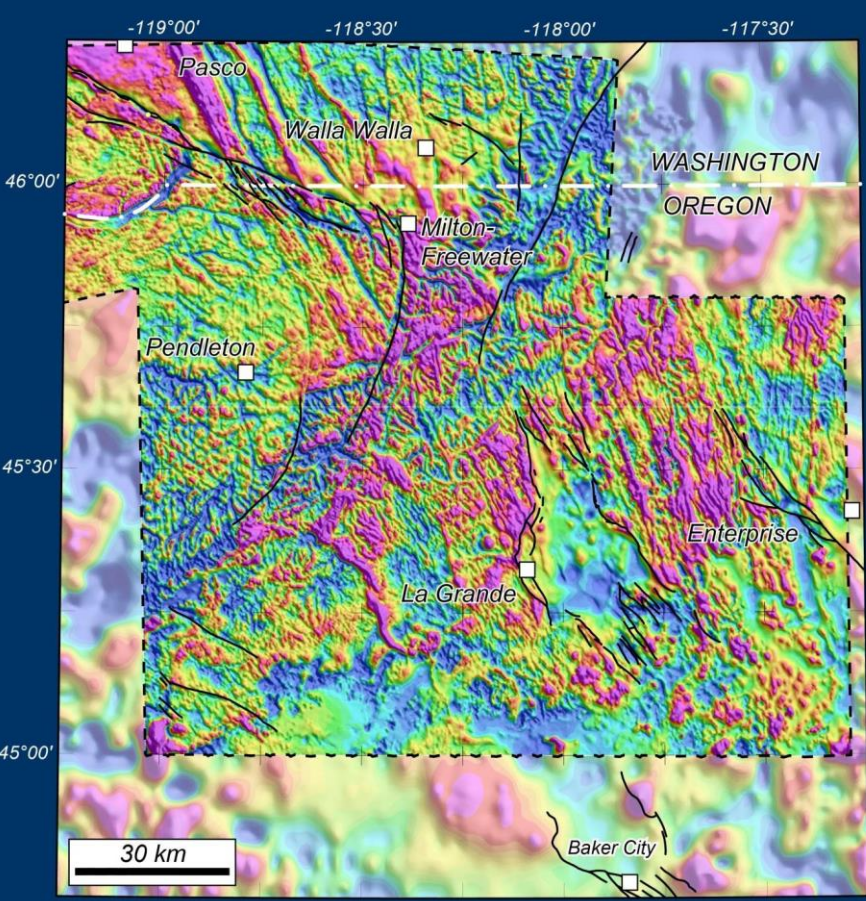 -119°00'
-118°30'
-118°00'
-117°30'
Pasco
Walla Walla
WASHINGTON
46°00'
OREGON
Milton-
Freewater
Pendleton
45°30'
Enterprise
La Grande
45°00'
30 km
Baker City